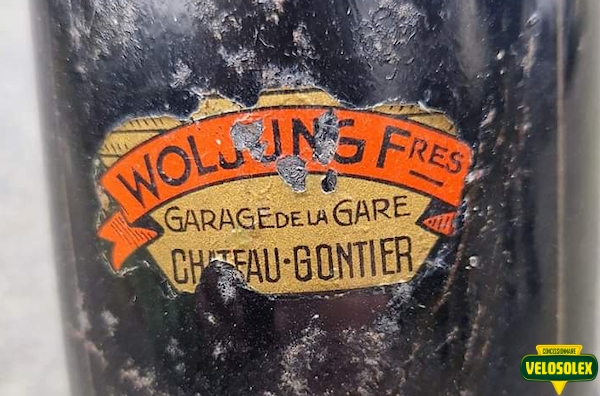 WOLJUNG FRES
GARAGE DE LA GARE
CHATEAU·GONTIER
CONCESSIONNAIRE
VELOSOLEX